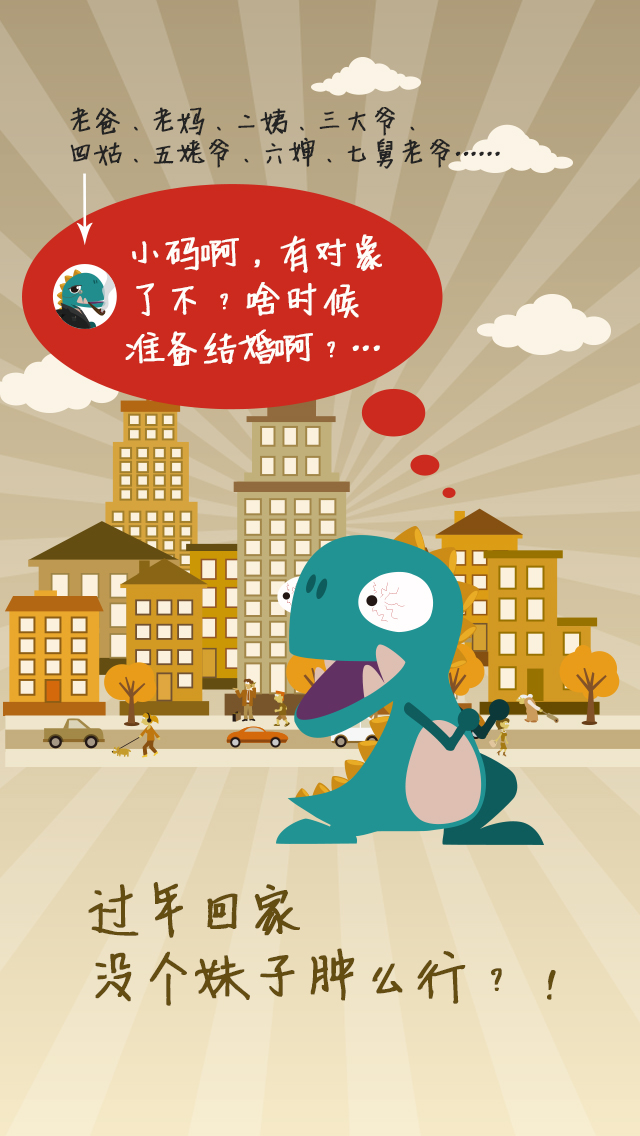 老爸、老妈、二姨、三大爷、
四姑、五姥爷、六婶、七舅老爷……
小码啊，有对象
了不？啥时候
准备结婚啊？…
过年回家
没个妹子肿么行？！